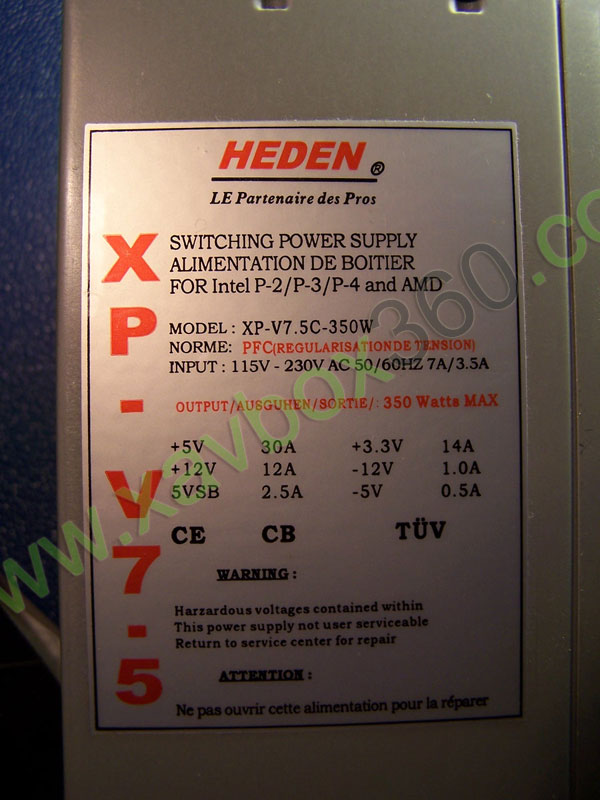 HEDEN®
LE Partenaire des Pros
XP-V7.5
SWITCHING POWER SUPPLY
ALIMENTATION DE BOITIER
FOR Intel P-2/P-3/P-4 and AMD
MODEL: XP-V7.5C-350W
NORME: PFC(REGULARISATIONDE TENSION)
INPUT : 115V - 230V AC 50/60HZ 7A/3.5A
OUTPUT/AUSGUHEN/SORTIE/: 350 Watts MAX
+5V 30A +3.3V 14A
+12V 12A -12V 1.0A
5VSB 2.5A -5V 0.5A
CE CB TÜV
WARNING:
Harzardous voltages contained within
This power supply not user serviceable
Return to service center for repair
ATTENTION:
Ne pas ouvrir cette alimentation pour la réparer
www.xavbox360.co